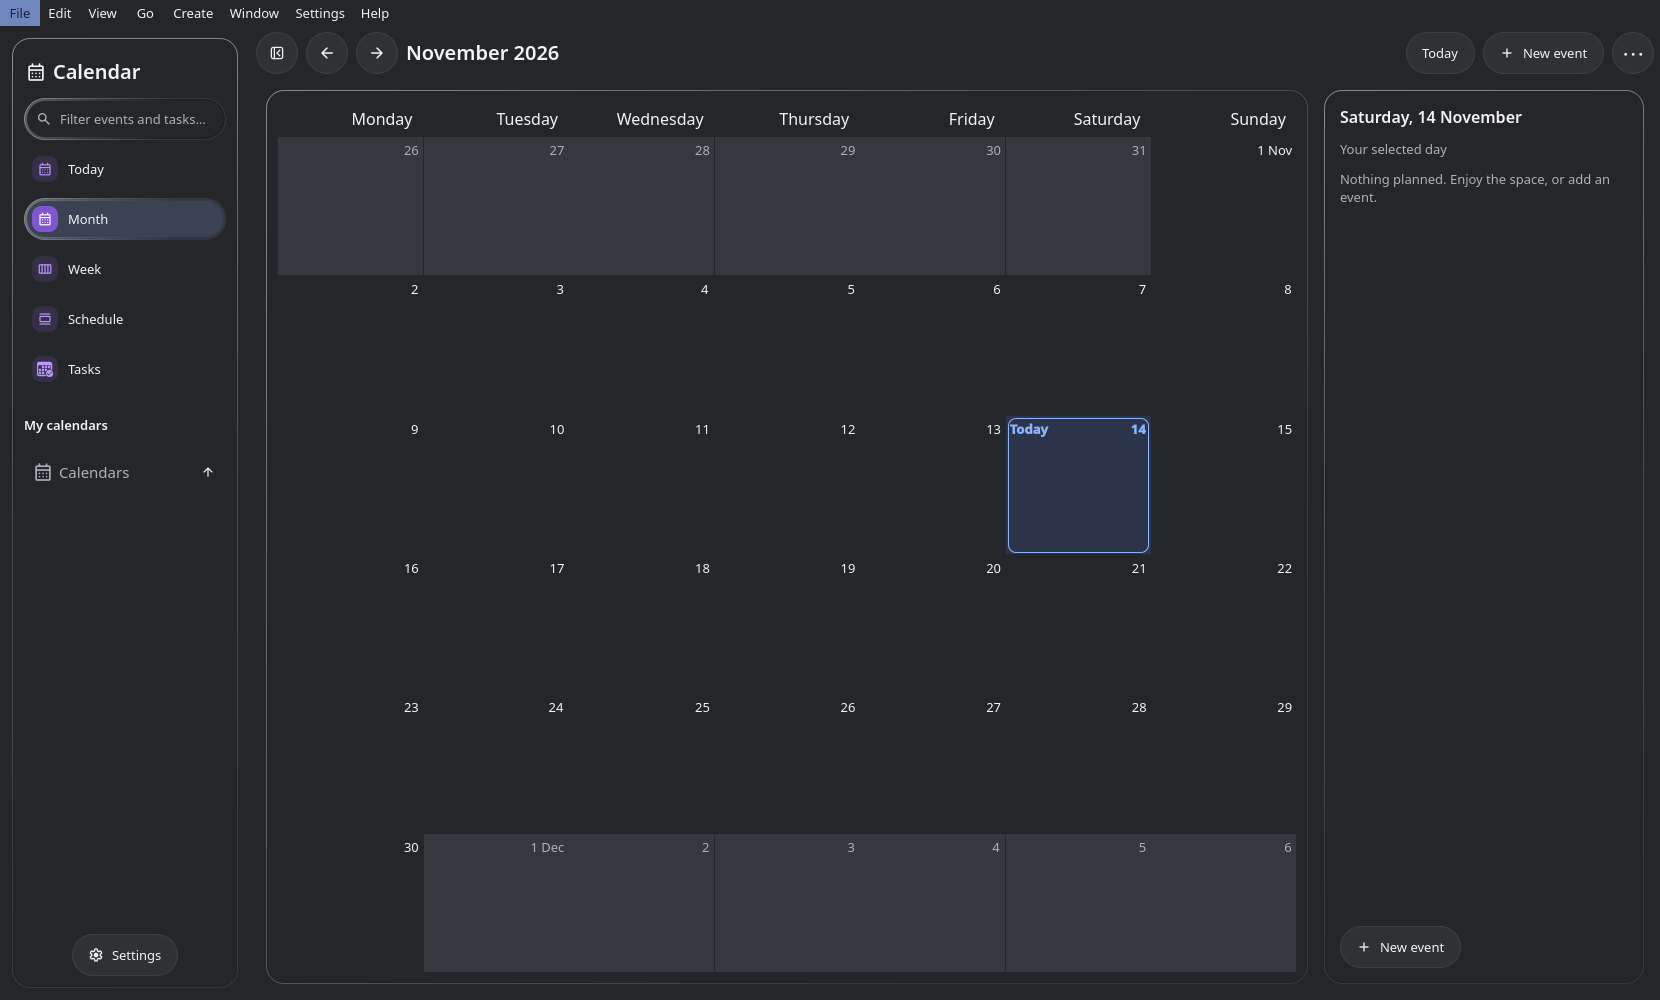 File Edit View Go Create Window Settings Help
Calendar
Filter events and tasks...
Today
Month
Week
Schedule
Tasks
My calendars
Calendars
Settings
November 2026
Today
New event
Monday Tuesday Wednesday Thursday Friday Saturday Sunday
26 27 28 29 30 31 1 Nov
2 3 4 5 6 7 8
9 10 11 12 13 Today 14 15
16 17 18 19 20 21 22
23 24 25 26 27 28 29
30 1 Dec 2 3 4 5 6
Saturday, 14 November
Your selected day
Nothing planned. Enjoy the space, or add an
event.
New event